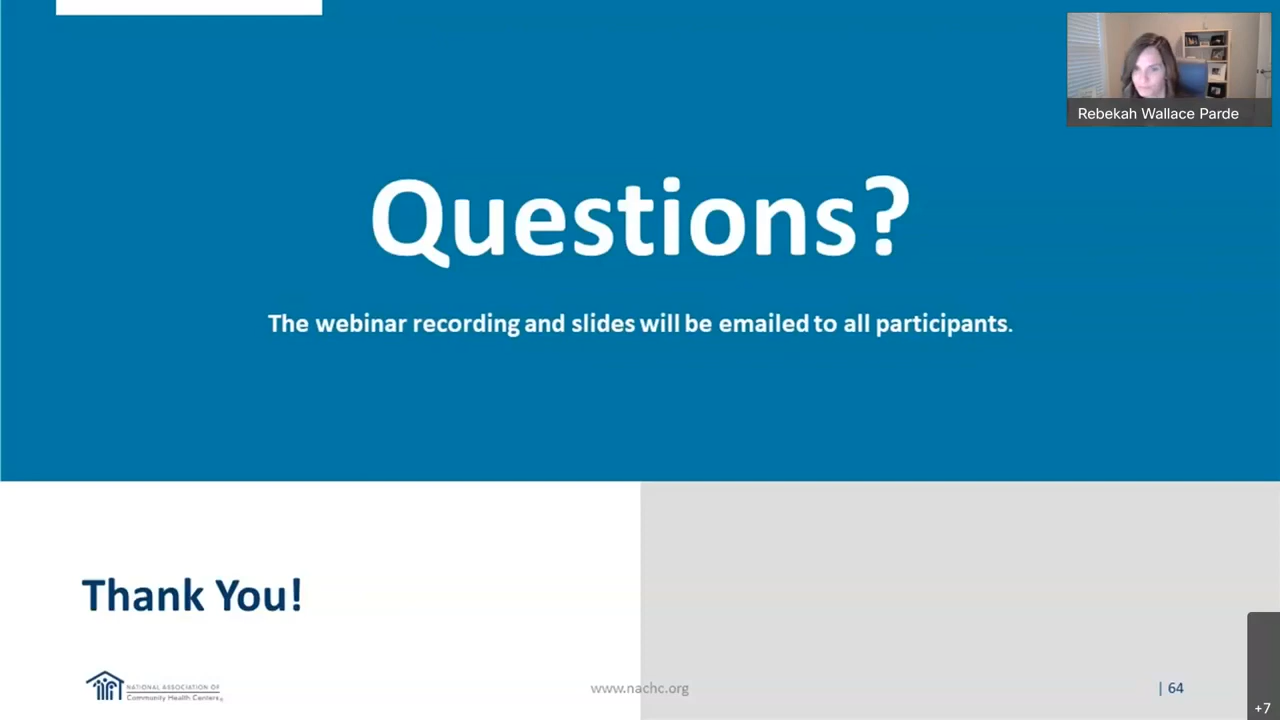 Rebekah Wallace Parde
Questions?
The webinar recording and slides will be emailed to all participants.
Thank You!
NATIONAL ASSOCIATION OF
Community Health Centers
www.nachc.org
| 64
+7